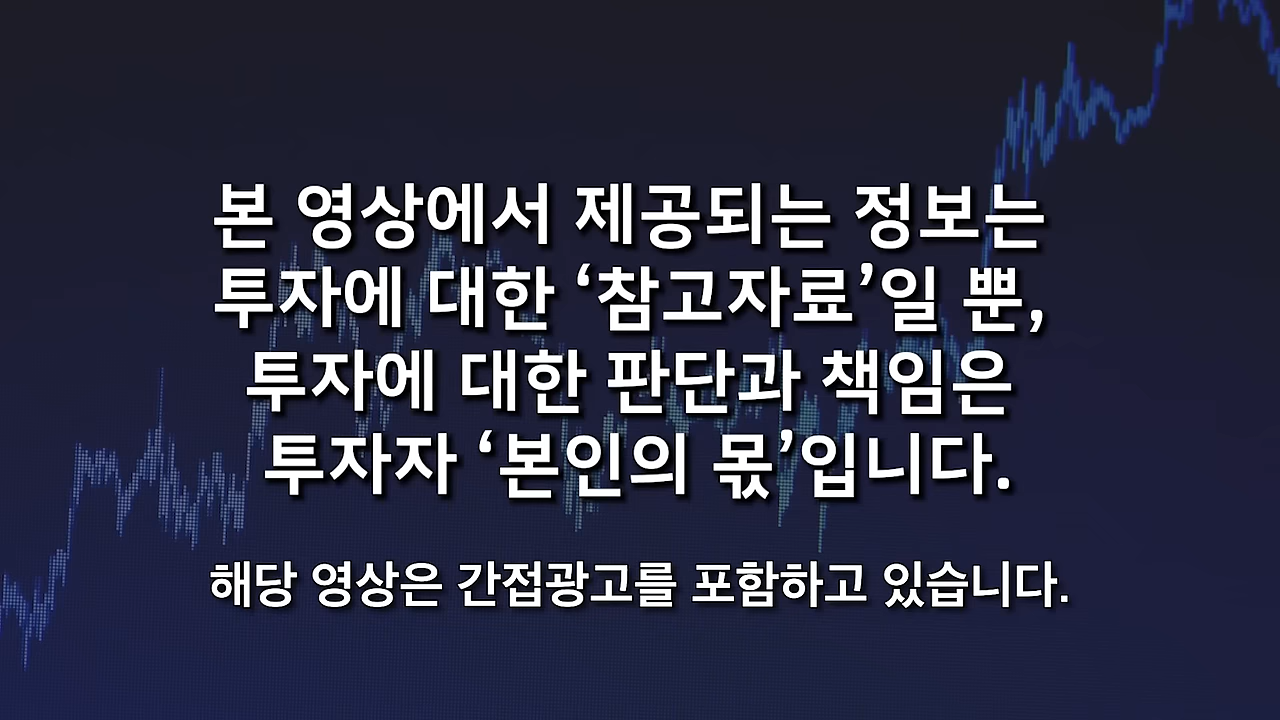 본 영상에서 제공되는 정보는
투자에 대한 ‘참고자료’일 뿐,
투자에 대한 판단과 책임은
투자자 ‘본인의 몫’입니다.
해당 영상은 간접광고를 포함하고 있습니다.